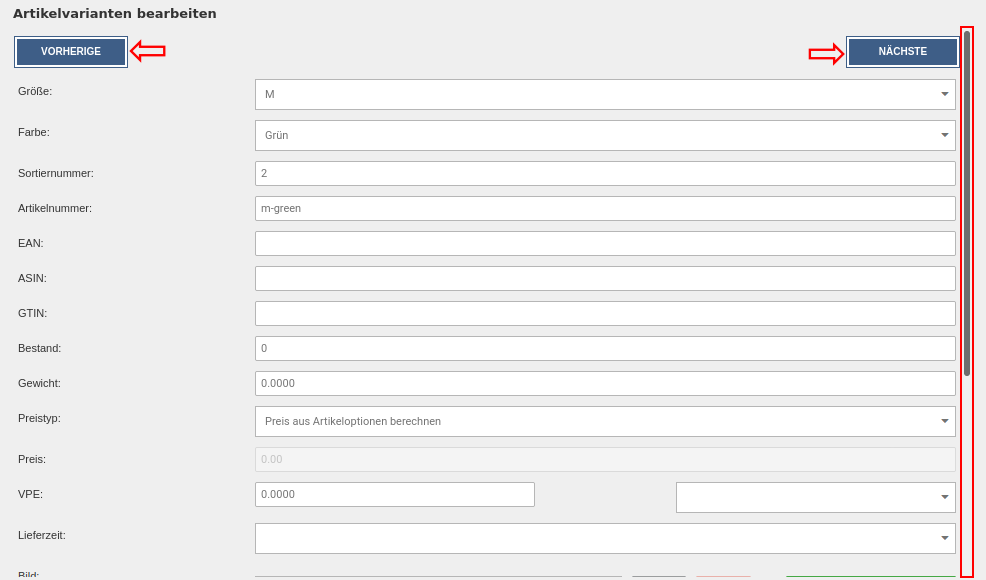 Artikelvarianten bearbeiten
VORHERIGE
NÄCHSTE
Größe:
M
Farbe:
Grün
Sortiernummer:
2
Artikelnummer:
m-green
EAN:
ASIN:
GTIN:
Bestand:
0
Gewicht:
0.0000
Preistyp:
Preis aus Artikeloptionen berechnen
Preis:
0.00
VPE:
0.0000
Lieferzeit:
Bild: